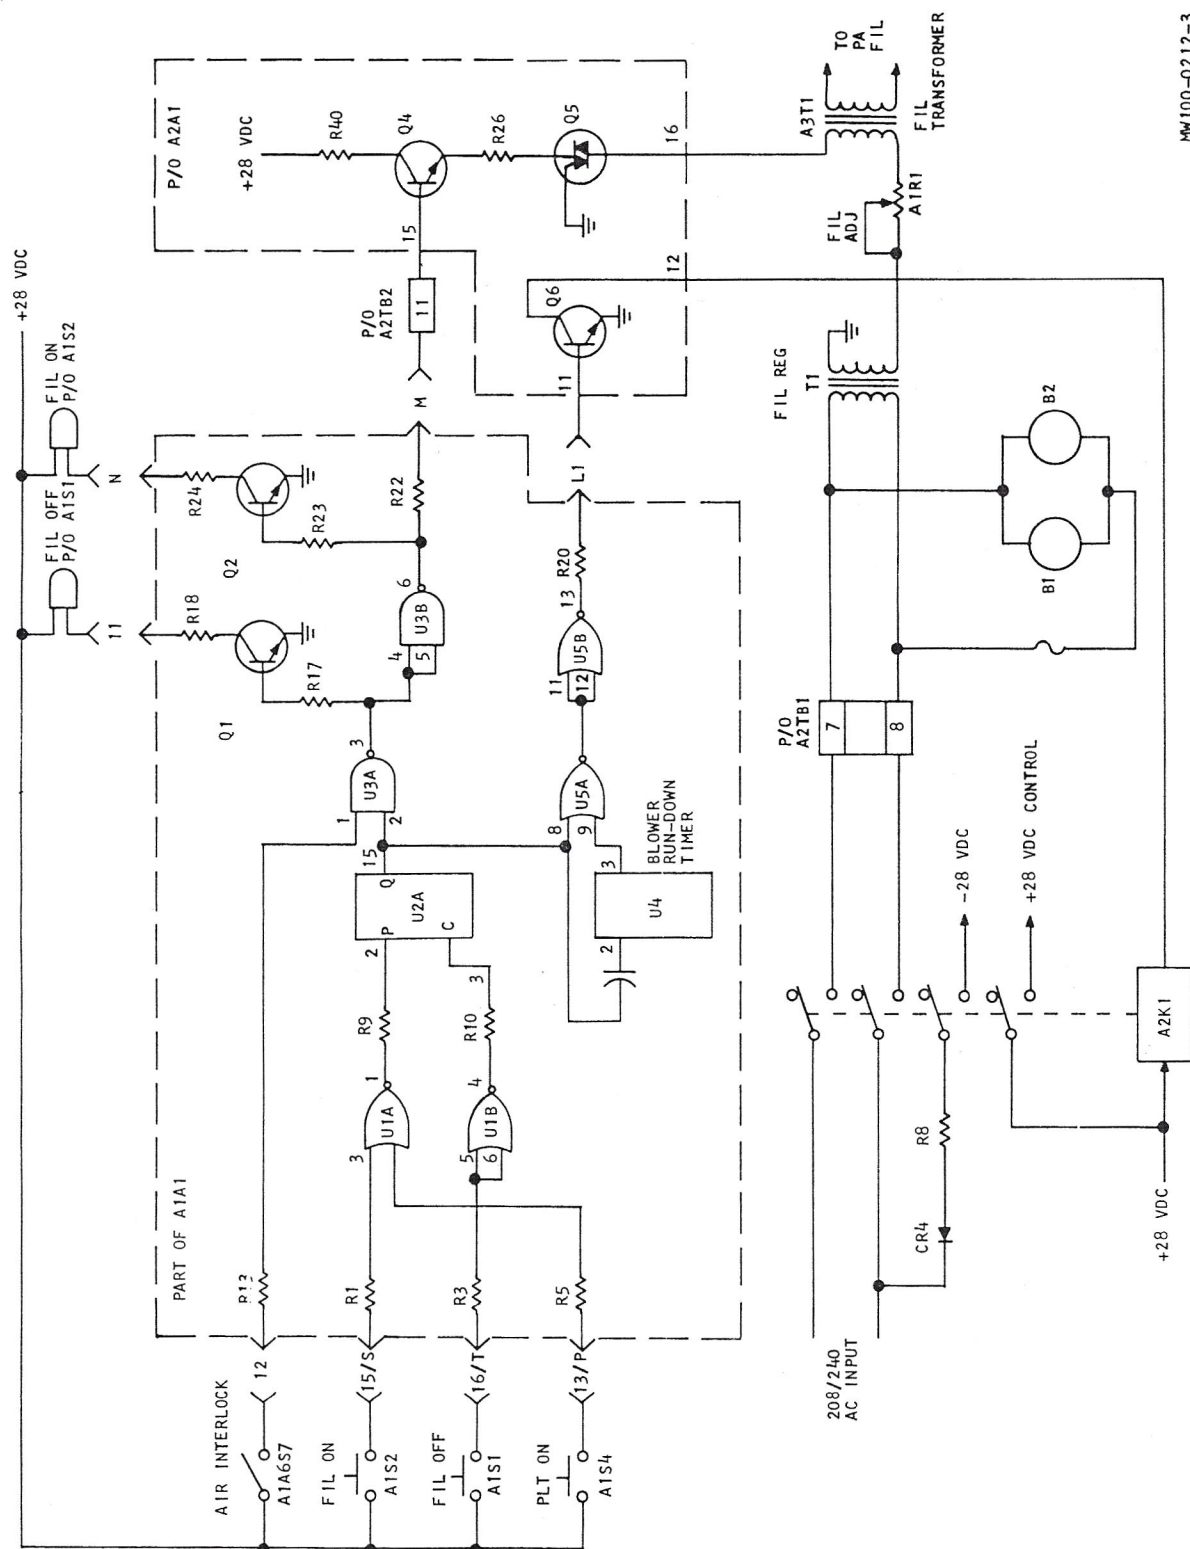 +28 VDC
FIL OFF
P/O A1S1
FIL ON
P/O A1S2
11
N
R18
R24
Q1
Q2
R17
R23
P/O A2A1
+28 VDC
R40
Q4
R26
Q5
15
16
PART OF A1A1
AIR INTERLOCK
A1A6S7
12
1
2
3
U3A
4
5
6
U3B
R22
M
P/O
A2TB2
11
FIL ON
A1S2
15/S
R1
3
1
U1A
R9
2
P
Q
15
U2A
C
3
FIL OFF
A1S1
16/T
R3
5
6
4
U1B
R10
PLT ON
A1S4
13/P
R5
2
U4
3
BLOWER
RUN-DOWN
TIMER
8
9
U5A
11
12
13
U5B
R20
L1
11
Q6
12
208/240
AC INPUT
CR4
R8
-28 VDC
+28 VDC CONTROL
+28 VDC
A2K1
P/O
A2TB1
7
8
B1
B2
FIL REG
T1
FIL
ADJ
A1R1
A3T1
TO
PA
FIL
FIL
TRANSFORMER
MW100-0212-3